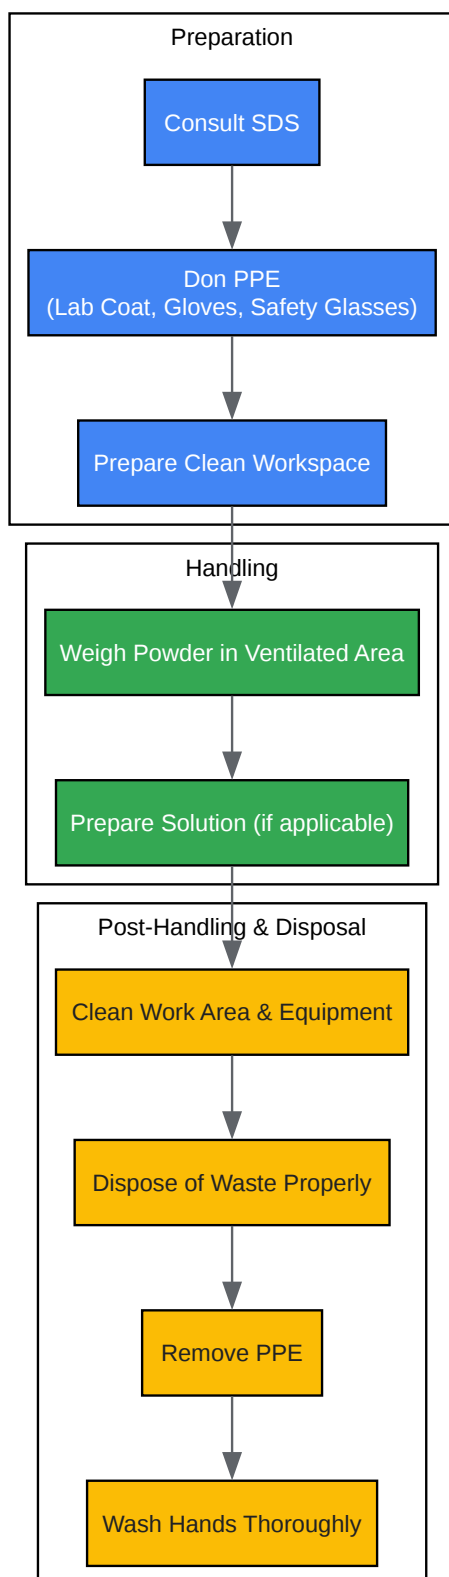 Preparation
Consult SDS
Don PPE
(Lab Coat, Gloves, Safety Glasses)
Prepare Clean Workspace
Handling
Weigh Powder in Ventilated Area
Prepare Solution (if applicable)
Post-Handling & Disposal
Clean Work Area & Equipment
Dispose of Waste Properly
Remove PPE
Wash Hands Thoroughly